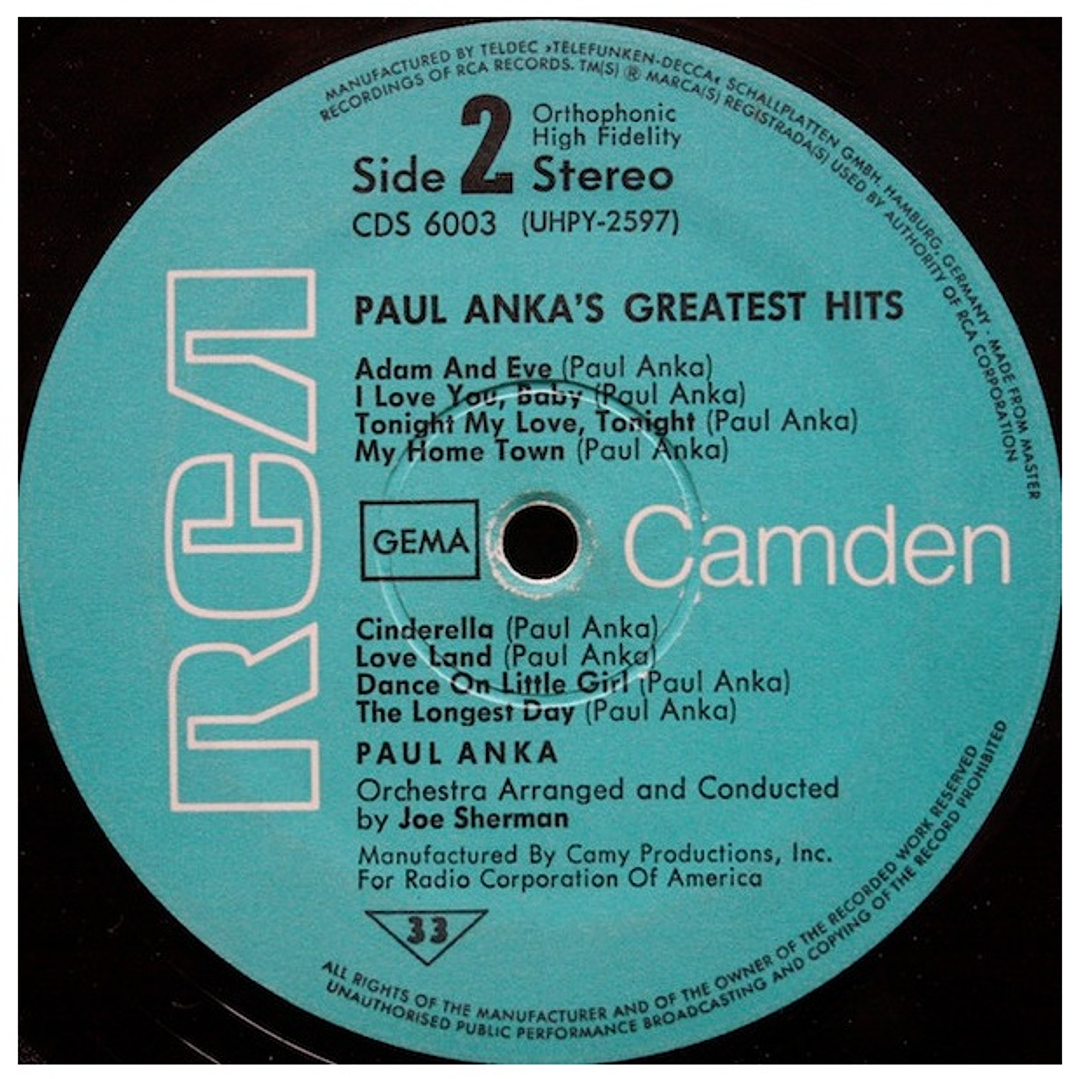 MANUFACTURED BY TELDEC »TELEFUNKEN-DECCA« SCHALLPLATTEN GMBH. HAMBURG, GERMANY · MADE FROM MASTER
RECORDINGS OF RCA RECORDS. TM(S) ® MARCA(S) REGISTRADA(S) USED BY AUTHORITY OF RCA CORPORATION
Side 2 Orthophonic
High Fidelity
Stereo
CDS 6003 (UHPY-2597)
PAUL ANKA'S GREATEST HITS
Adam And Eve (Paul Anka)
I Love You, Baby (Paul Anka)
Tonight My Love, Tonight (Paul Anka)
My Home Town (Paul Anka)
RCA
GEMA
Camden
Cinderella (Paul Anka)
Love Land (Paul Anka)
Dance On Little Girl (Paul Anka)
The Longest Day (Paul Anka)
PAUL ANKA
Orchestra Arranged and Conducted
by Joe Sherman
Manufactured By Camy Productions, Inc.
For Radio Corporation Of America
33
ALL RIGHTS OF THE MANUFACTURER AND OF THE OWNER OF THE RECORDED WORK RESERVED
UNAUTHORISED PUBLIC PERFORMANCE BROADCASTING AND COPYING OF THE RECORD PROHIBITED